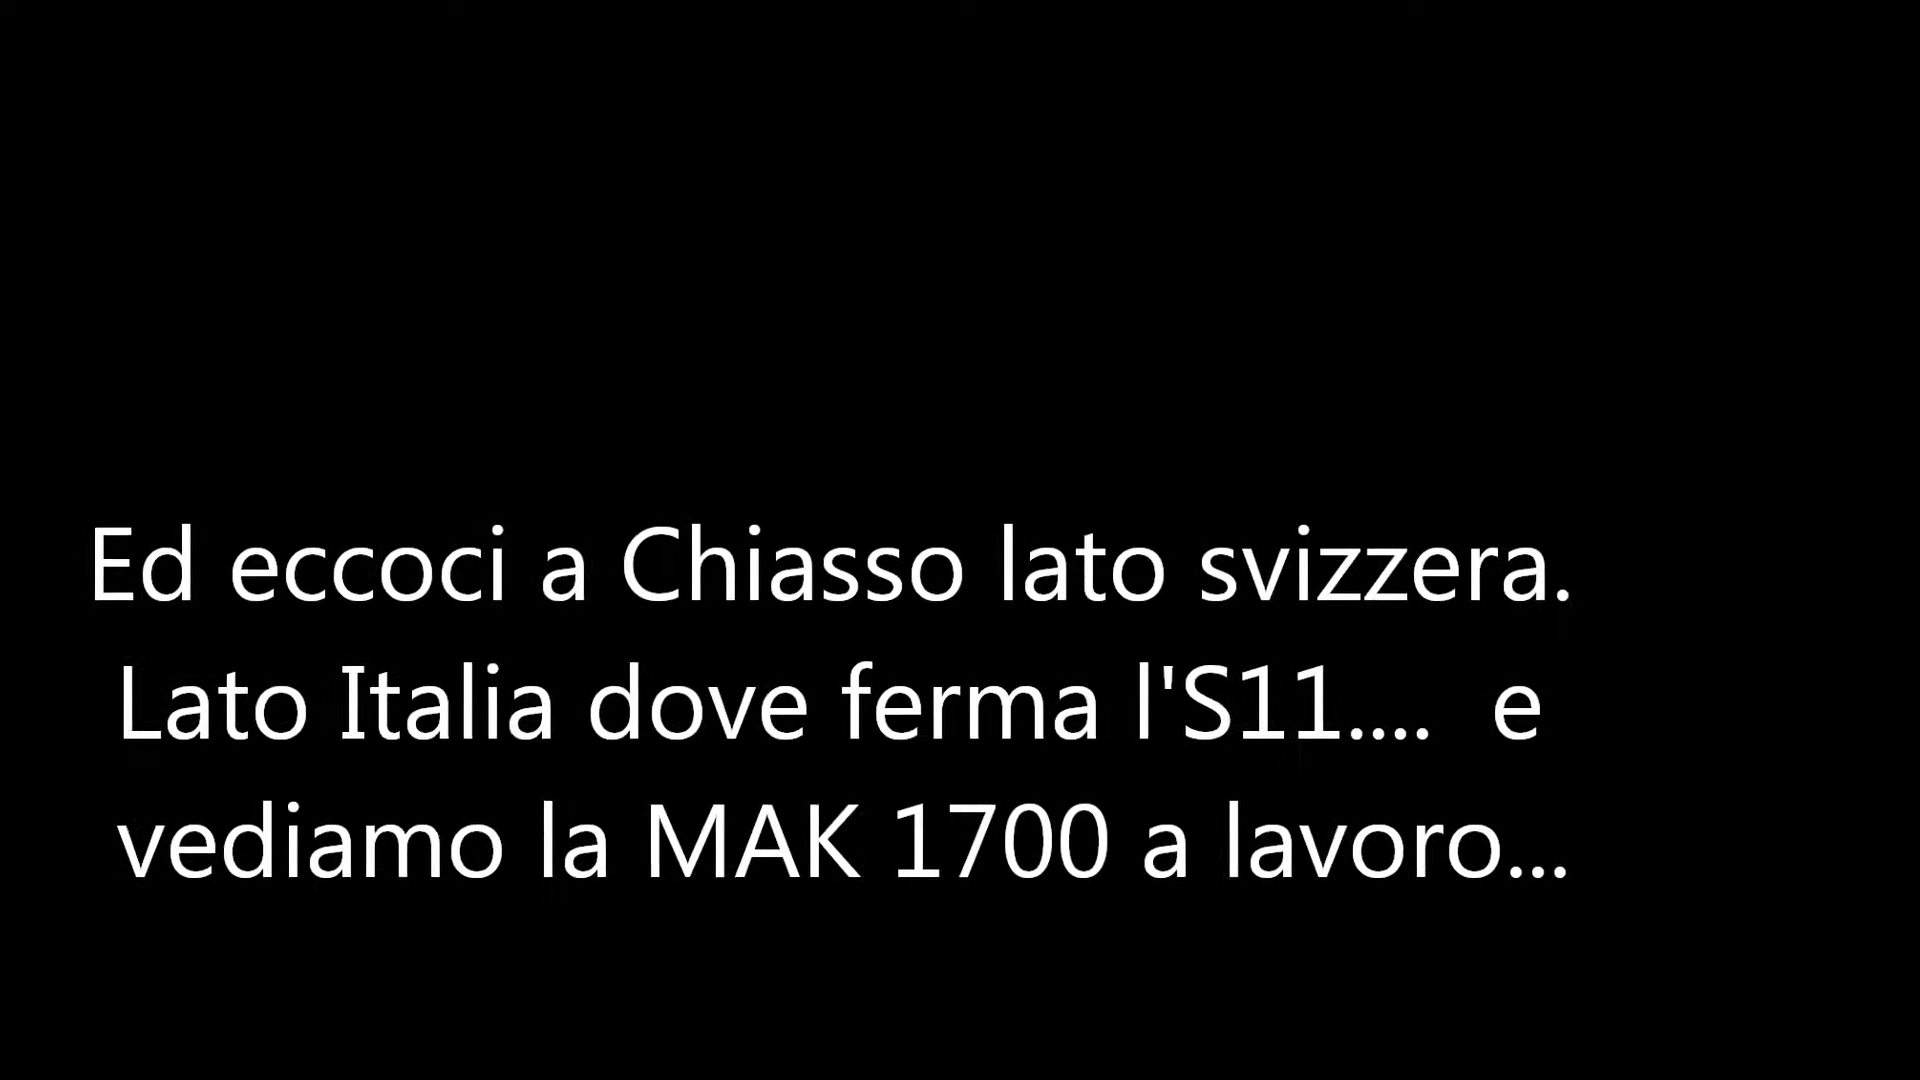 Ed eccoci a Chiasso lato svizzera.
Lato Italia dove ferma l'S11....  e
vediamo la MAK 1700 a lavoro...